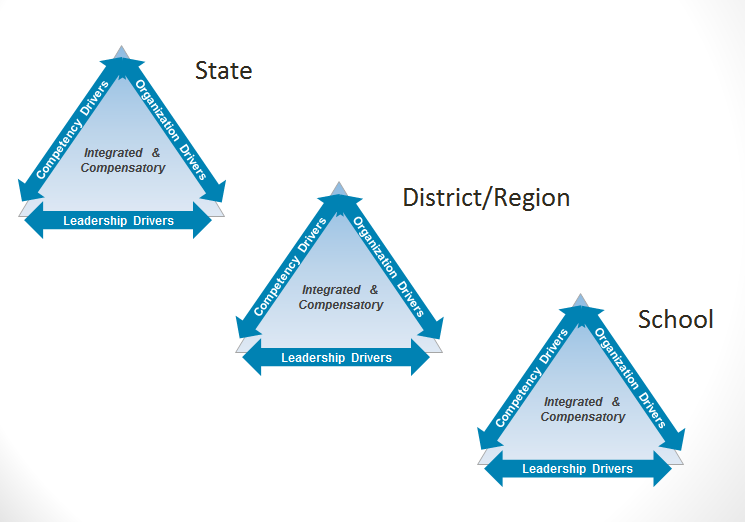 State
Competency Drivers
Organization Drivers
Integrated &
Compensatory
Leadership Drivers
District/Region
Competency Drivers
Organization Drivers
Integrated &
Compensatory
Leadership Drivers
School
Competency Drivers
Organization Drivers
Integrated &
Compensatory
Leadership Drivers